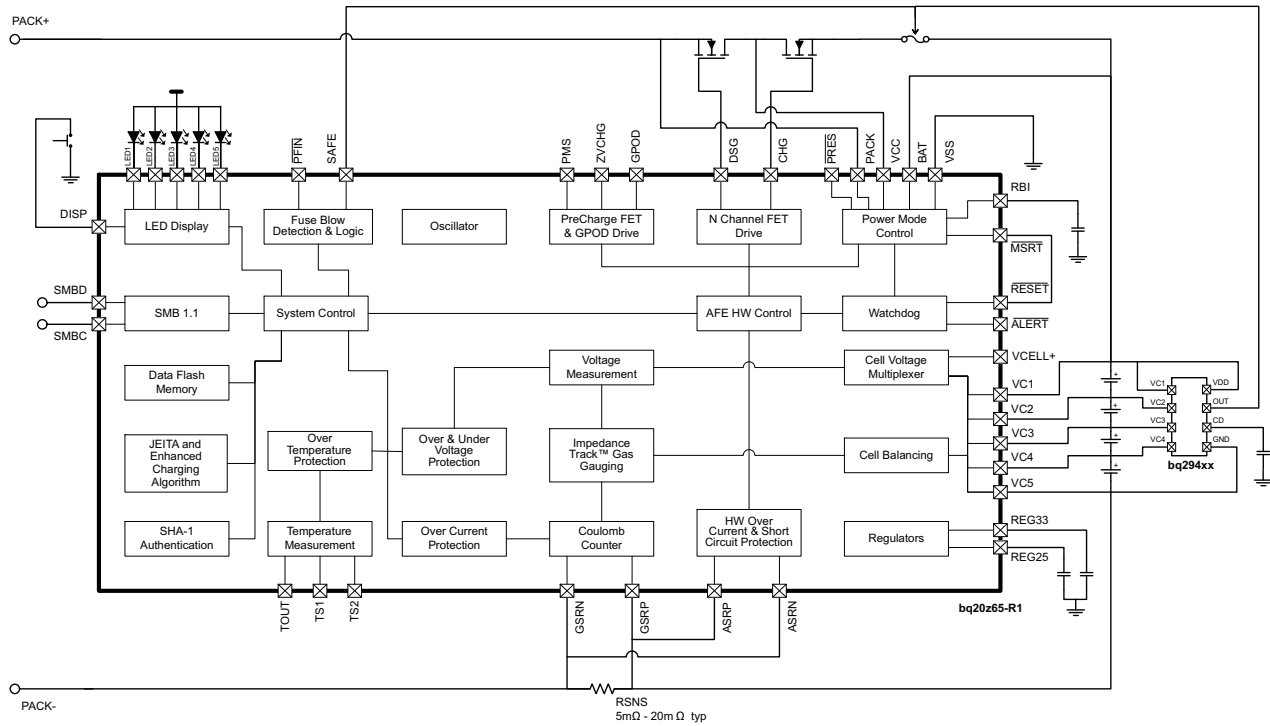 PACK+
LED1
LED2
LED3
LED4
LED5
PFIN
SAFE
PMS
ZVCHG
GPOD
DSG
CHG
PRES
PACK
VCC
BAT
VSS
DISP
LED Display
Fuse Blow
Detection & Logic
Oscillator
PreCharge FET
& GPOD Drive
N Channel FET
Drive
Power Mode
Control
RBI
MSRT
SMBD
SMBC
SMB 1.1
System Control
AFE HW Control
Watchdog
RESET
ALERT
Data Flash
Memory
Voltage
Measurement
Cell Voltage
Multiplexer
VCELL+
VC1
VC2
VC3
VC4
VC5
VC1
VC2
VC3
VC4
VDD
OUT
CD
GND
bq294xx
+
+
+
+
JEITA and
Enhanced
Charging
Algorithm
Over
Temperature
Protection
Over & Under
Voltage
Protection
Impedance
Track™ Gas
Gauging
Cell Balancing
SHA-1
Authentication
Temperature
Measurement
Over Current
Protection
Coulomb
Counter
HW Over
Current & Short
Circuit Protection
Regulators
REG33
REG25
bq20z65-R1
TOUT
TS1
TS2
GSRN
GSRP
ASRP
ASRN
PACK-
RSNS
5mΩ - 20m Ω typ